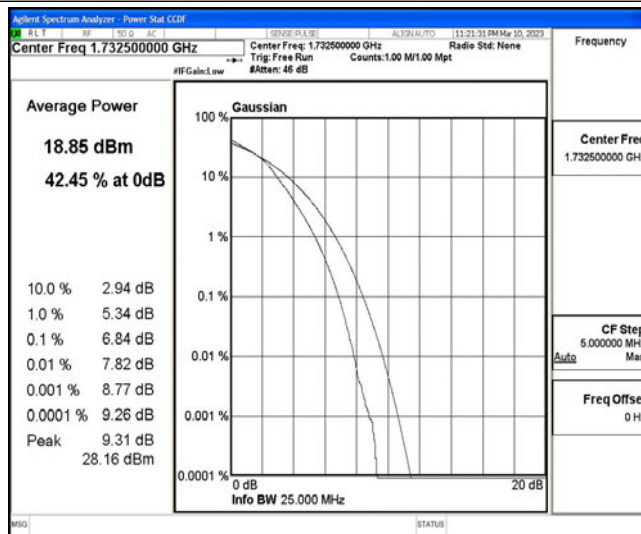 Agilent Spectrum Analyzer - Power Stat CCDF
RLT RF 50 Ω AC SENSE:PULSE ALIGN AUTO 11:21:31 PM Mar 10, 2023
Center Freq 1.732500000 GHz
Center Freq: 1.732500000 GHz Radio Std: None
Trig: Free Run Counts:1.00 M/1.00 Mpt
#IFGain:Low #Atten: 46 dB
Frequency
Average Power
18.85 dBm
42.45 % at 0dB
10.0 % 2.94 dB
1.0 % 5.34 dB
0.1 % 6.84 dB
0.01 % 7.82 dB
0.001 % 8.77 dB
0.0001 % 9.26 dB
Peak 9.31 dB
28.16 dBm
Gaussian
100 %
10 %
1 %
0.1 %
0.01 %
0.001 %
0.0001 %
0 dB 20 dB
Info BW 25.000 MHz
Center Fre
1.732500000 GH
CF Step
5.000000 MH
Auto Ma
Freq Offse
0 H
MSG STATUS